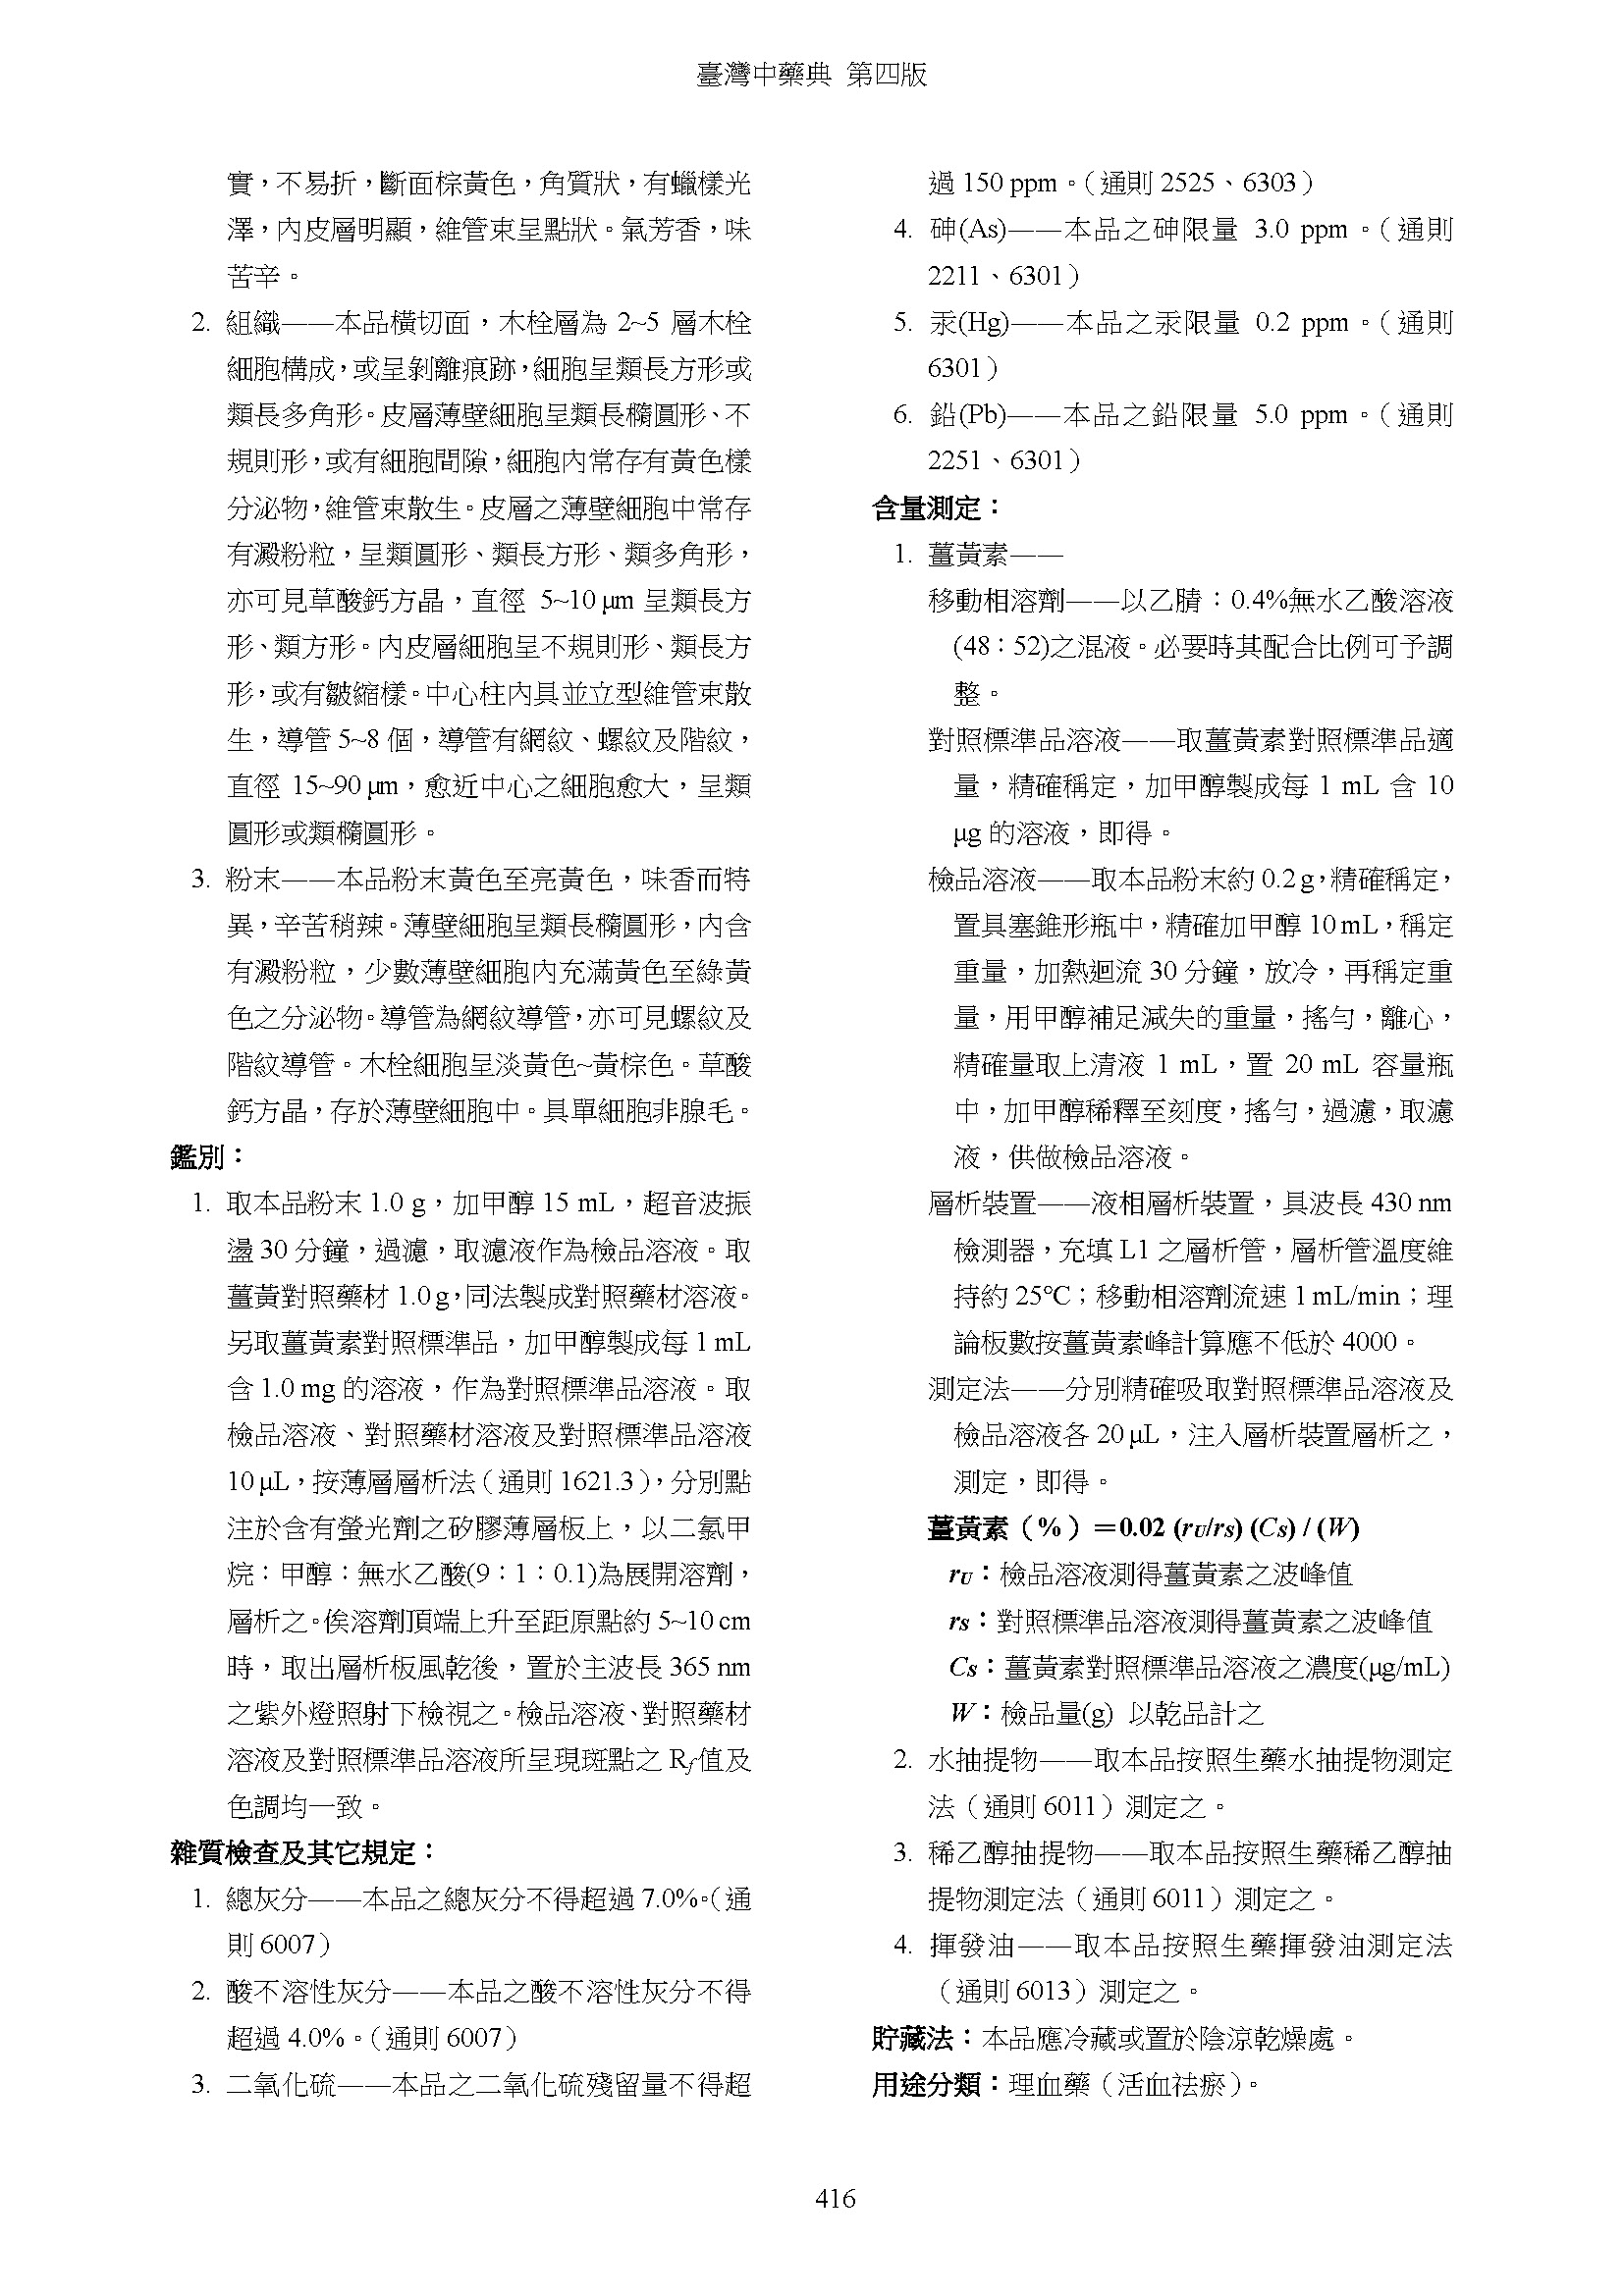 臺灣中藥典 第四版
實，不易折，斷面棕黃色，角質狀，有蠟樣光
澤，內皮層明顯，維管束呈點狀。氣芳香，味
苦辛。
2. 組織——本品橫切面，木栓層為 2~5 層木栓
細胞構成，或呈剝離痕跡，細胞呈類長方形或
類長多角形。皮層薄壁細胞呈類長橢圓形、不
規則形，或有細胞間隙，細胞內常存有黃色樣
分泌物，維管束散生。皮層之薄壁細胞中常存
有澱粉粒，呈類圓形、類長方形、類多角形，
亦可見草酸鈣方晶，直徑 5~10 µm 呈類長方
形、類方形。內皮層細胞呈不規則形、類長方
形，或有皺縮樣。中心柱內具並立型維管束散
生，導管 5~8 個，導管有網紋、螺紋及階紋，
直徑 15~90 µm，愈近中心之細胞愈大，呈類
圓形或類橢圓形。
3. 粉末——本品粉末黃色至亮黃色，味香而特
異，辛苦稍辣。薄壁細胞呈類長橢圓形，內含
有澱粉粒，少數薄壁細胞內充滿黃色至綠黃
色之分泌物。導管為網紋導管，亦可見螺紋及
階紋導管。木栓細胞呈淡黃色~黃棕色。草酸
鈣方晶，存於薄壁細胞中。具單細胞非腺毛。
鑑別：
1. 取本品粉末 1.0 g，加甲醇 15 mL，超音波振
盪 30 分鐘，過濾，取濾液作為檢品溶液。取
薑黃對照藥材 1.0 g，同法製成對照藥材溶液。
另取薑黃素對照標準品，加甲醇製成每 1 mL
含 1.0 mg 的溶液，作為對照標準品溶液。取
檢品溶液、對照藥材溶液及對照標準品溶液
10 µL，按薄層層析法（通則 1621.3），分別點
注於含有螢光劑之矽膠薄層板上，以二氯甲
烷：甲醇：無水乙酸(9：1：0.1)為展開溶劑，
層析之。俟溶劑頂端上升至距原點約 5~10 cm
時，取出層析板風乾後，置於主波長 365 nm
之紫外燈照射下檢視之。檢品溶液、對照藥材
溶液及對照標準品溶液所呈現斑點之 Rf值及
色調均一致。
雜質檢查及其它規定：
1. 總灰分——本品之總灰分不得超過 7.0%。（通
則 6007）
2. 酸不溶性灰分——本品之酸不溶性灰分不得
超過 4.0%。（通則 6007）
3. 二氧化硫——本品之二氧化硫殘留量不得超
過 150 ppm。（通則 2525、6303）
4. 砷(As)——本品之砷限量 3.0 ppm。（通則
2211、6301）
5. 汞(Hg)——本品之汞限量 0.2 ppm。（通則
6301）
6. 鉛(Pb)——本品之鉛限量 5.0 ppm。（通則
2251、6301）
含量測定：
1. 薑黃素——
移動相溶劑——以乙腈：0.4%無水乙酸溶液
(48：52)之混液。必要時其配合比例可予調
整。
對照標準品溶液——取薑黃素對照標準品適
量，精確稱定，加甲醇製成每 1 mL 含 10
µg 的溶液，即得。
檢品溶液——取本品粉末約 0.2 g，精確稱定，
置具塞錐形瓶中，精確加甲醇 10 mL，稱定
重量，加熱迴流 30 分鐘，放冷，再稱定重
量，用甲醇補足減失的重量，搖勻，離心，
精確量取上清液 1 mL，置 20 mL 容量瓶
中，加甲醇稀釋至刻度，搖勻，過濾，取濾
液，供做檢品溶液。
層析裝置——液相層析裝置，具波長 430 nm
檢測器，充填 L1 之層析管，層析管溫度維
持約 25℃；移動相溶劑流速 1 mL/min；理
論板數按薑黃素峰計算應不低於 4000。
測定法——分別精確吸取對照標準品溶液及
檢品溶液各 20 µL，注入層析裝置層析之，
測定，即得。
薑黃素（%）＝0.02 (rU/rS) (CS) / (W)
rU：檢品溶液測得薑黃素之波峰值
rS：對照標準品溶液測得薑黃素之波峰值
CS：薑黃素對照標準品溶液之濃度(µg/mL)
W：檢品量(g) 以乾品計之
2. 水抽提物——取本品按照生藥水抽提物測定
法（通則 6011）測定之。
3. 稀乙醇抽提物——取本品按照生藥稀乙醇抽
提物測定法（通則 6011）測定之。
4. 揮發油——取本品按照生藥揮發油測定法
（通則 6013）測定之。
貯藏法：本品應冷藏或置於陰涼乾燥處。
用途分類：理血藥（活血祛瘀）。
416